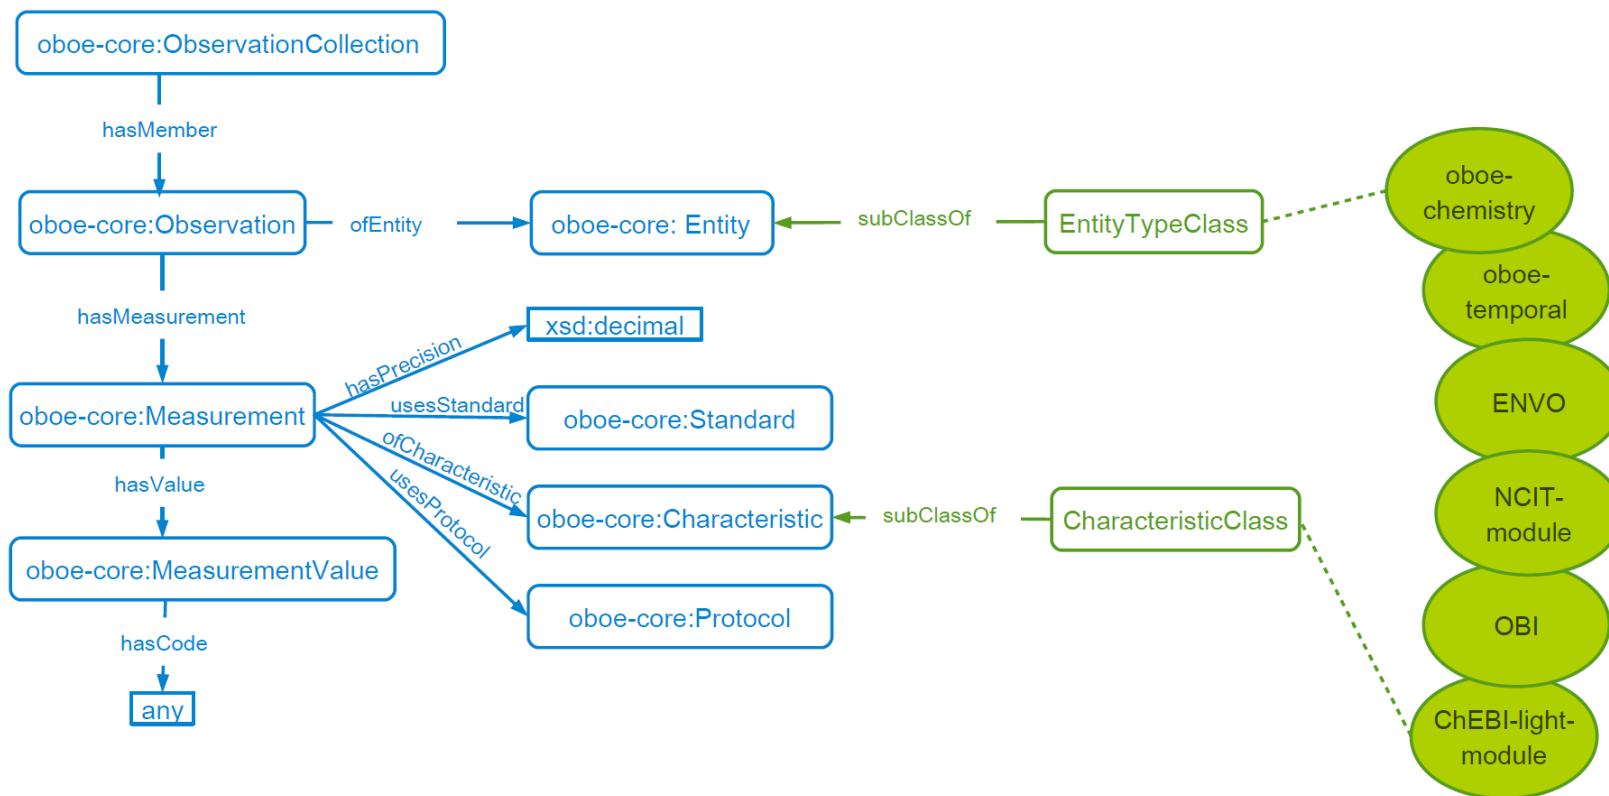 oboe-core:ObservationCollection
hasMember
oboe-core:Observation
ofEntity
oboe-core: Entity
subClassOf
EntityTypeClass
oboe-
chemistry
oboe-
temporal
hasMeasurement
hasPrecision
xsd:decimal
oboe-core:Measurement
usesStandard
oboe-core:Standard
ENVO
hasValue
ofCharacteristic
oboe-core:Characteristic
subClassOf
CharacteristicClass
NCIT-
module
usesProtocol
oboe-core:MeasurementValue
oboe-core:Protocol
OBI
hasCode
any
ChEBI-light-
module